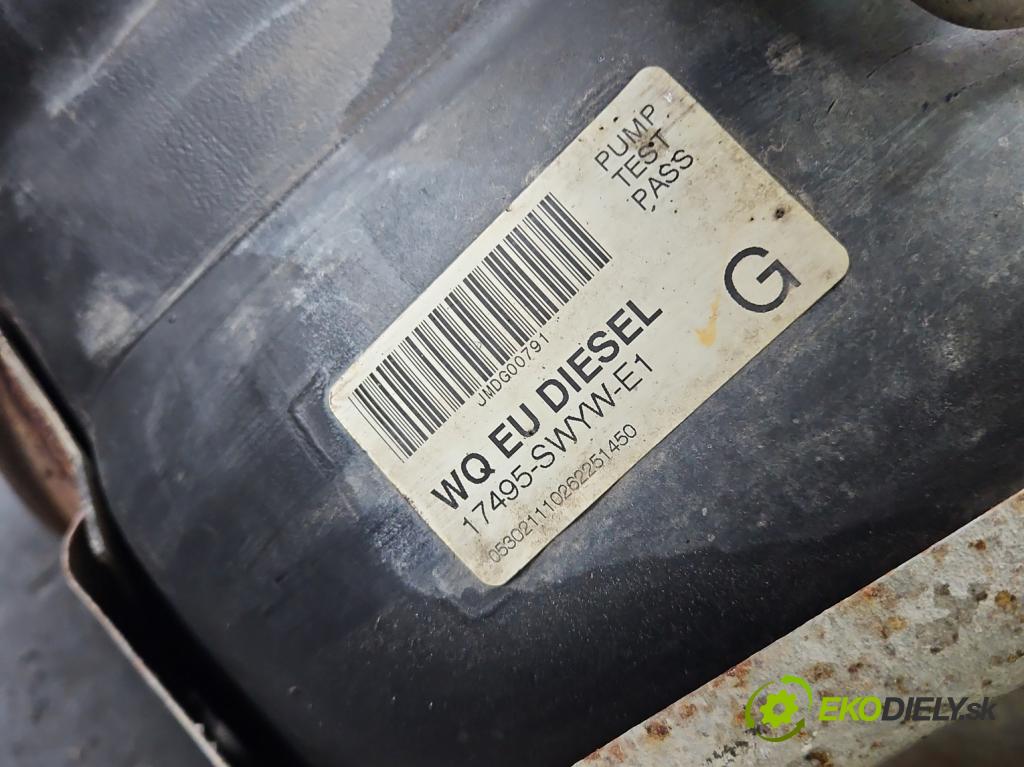 PUMP
TEST
PASS
G
JMDG00791
WQ EU DIESEL
17495-SWYW-E1
053021110262251450
EKODIELY.sk